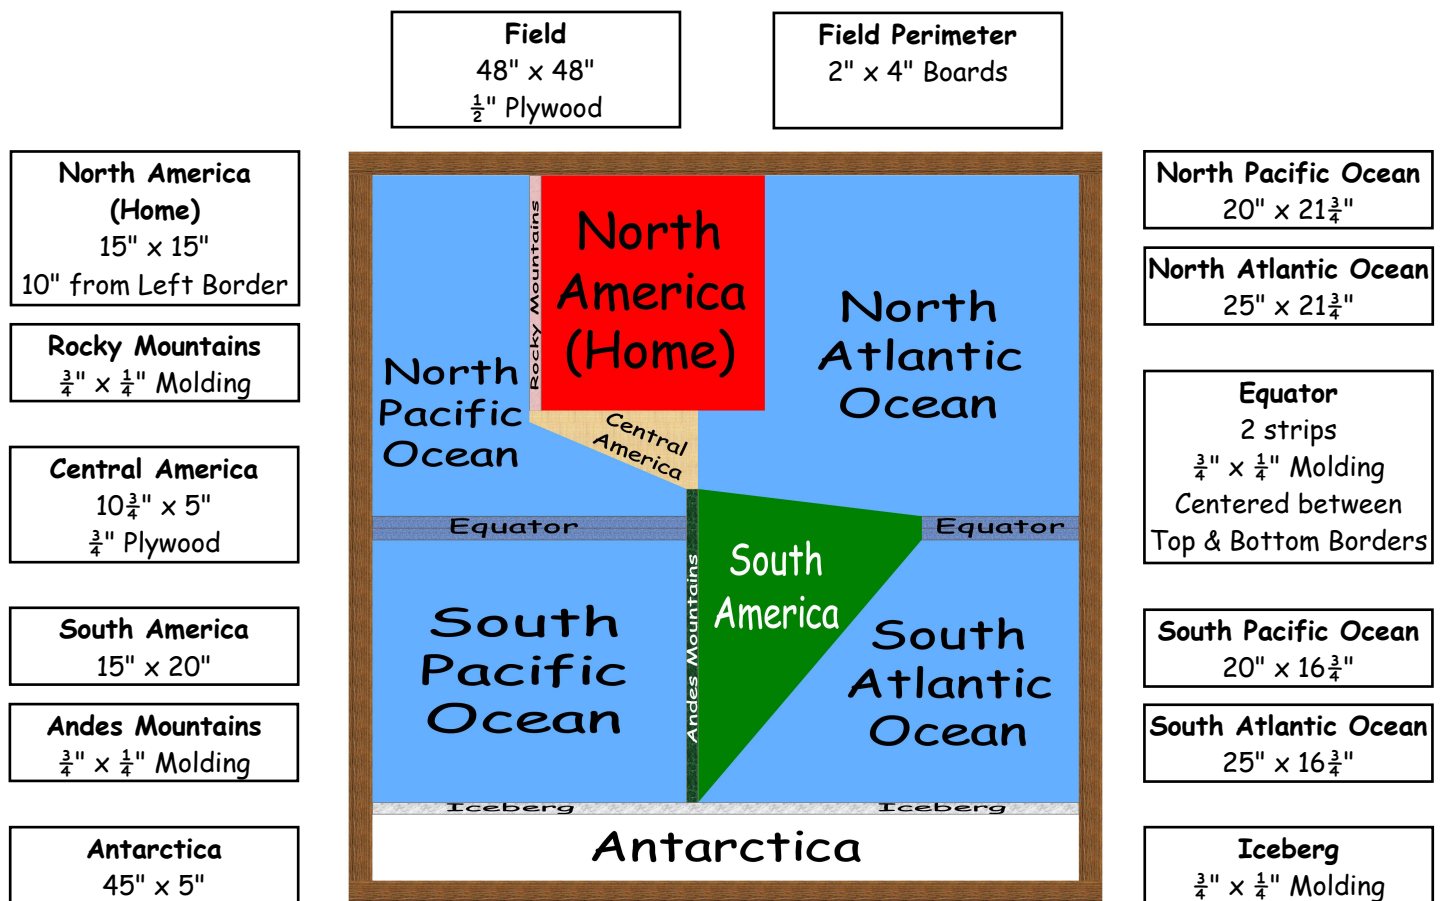 Field
48" x 48"
½" Plywood
Field Perimeter
2" x 4" Boards
North America
(Home)
15" x 15"
10" from Left Border
Rocky Mountains
¾" x ¼" Molding
Central America
10¾" x 5"
¾" Plywood
South America
15" x 20"
Andes Mountains
¾" x ¼" Molding
Antarctica
45" x 5"
Rocky Mountains
North
America
(Home)
North
Pacific
Ocean
North
Atlantic
Ocean
Central
America
Equator
Equator
South
America
Andes Mountains
South
Pacific
Ocean
South
Atlantic
Ocean
Iceberg
Iceberg
Antarctica
North Pacific Ocean
20" x 21¾"
North Atlantic Ocean
25" x 21¾"
Equator
2 strips
¾" x ¼" Molding
Centered between
Top & Bottom Borders
South Pacific Ocean
20" x 16¾"
South Atlantic Ocean
25" x 16¾"
Iceberg
¾" x ¼" Molding